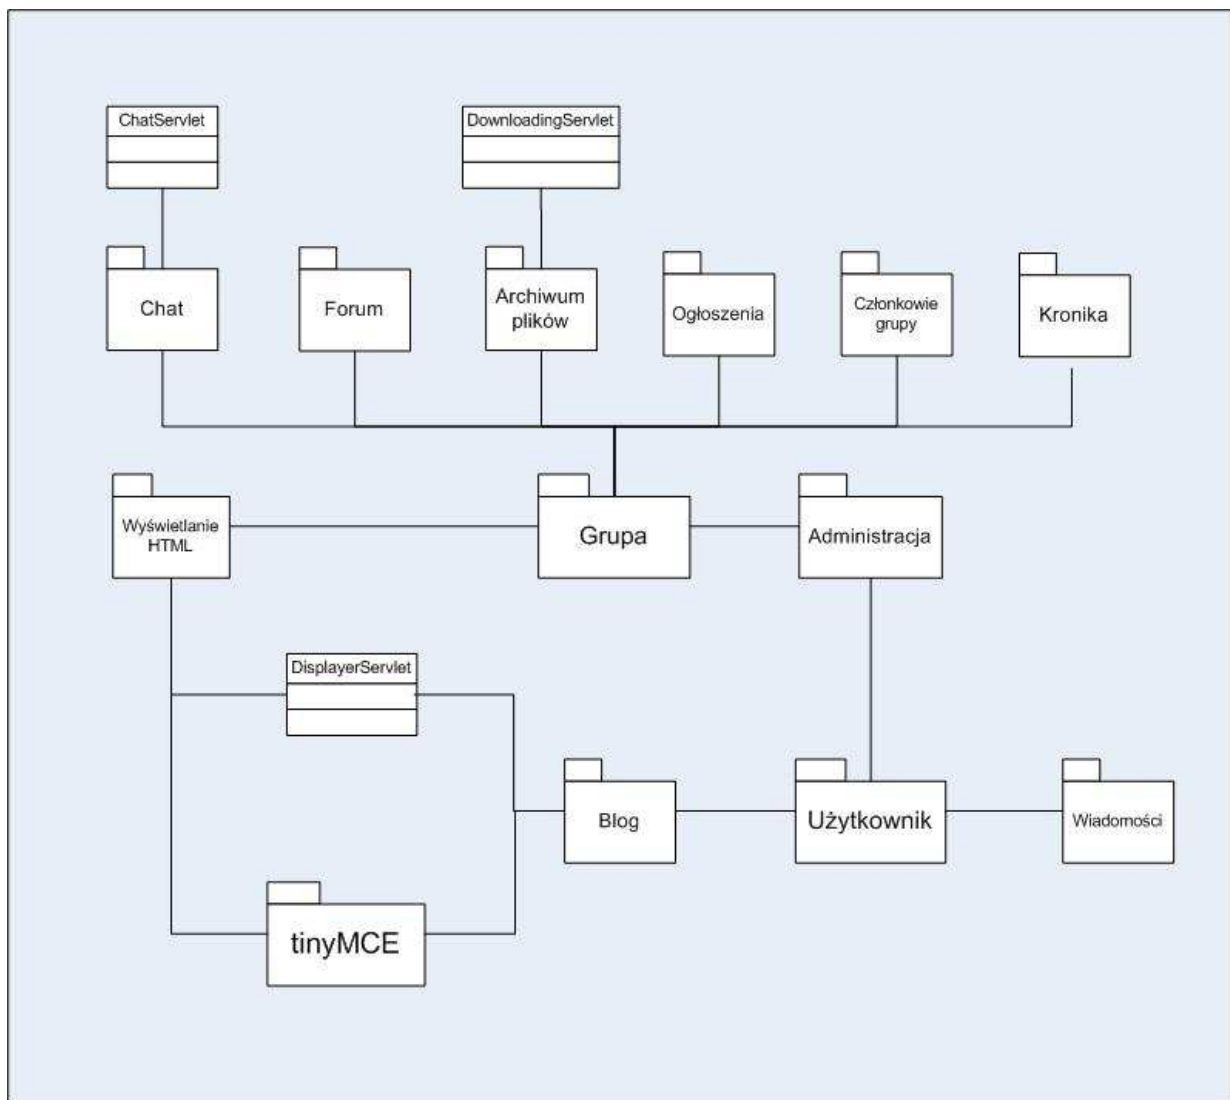 ChatServlet
DownloadingServlet
Chat
Forum
Archiwum
plików
Ogłoszenia
Członkowie
grupy
Kronika
Wyświetlanie
HTML
Grupa
Administracja
DisplayerServlet
Blog
Użytkownik
Wiadomości
tinyMCE